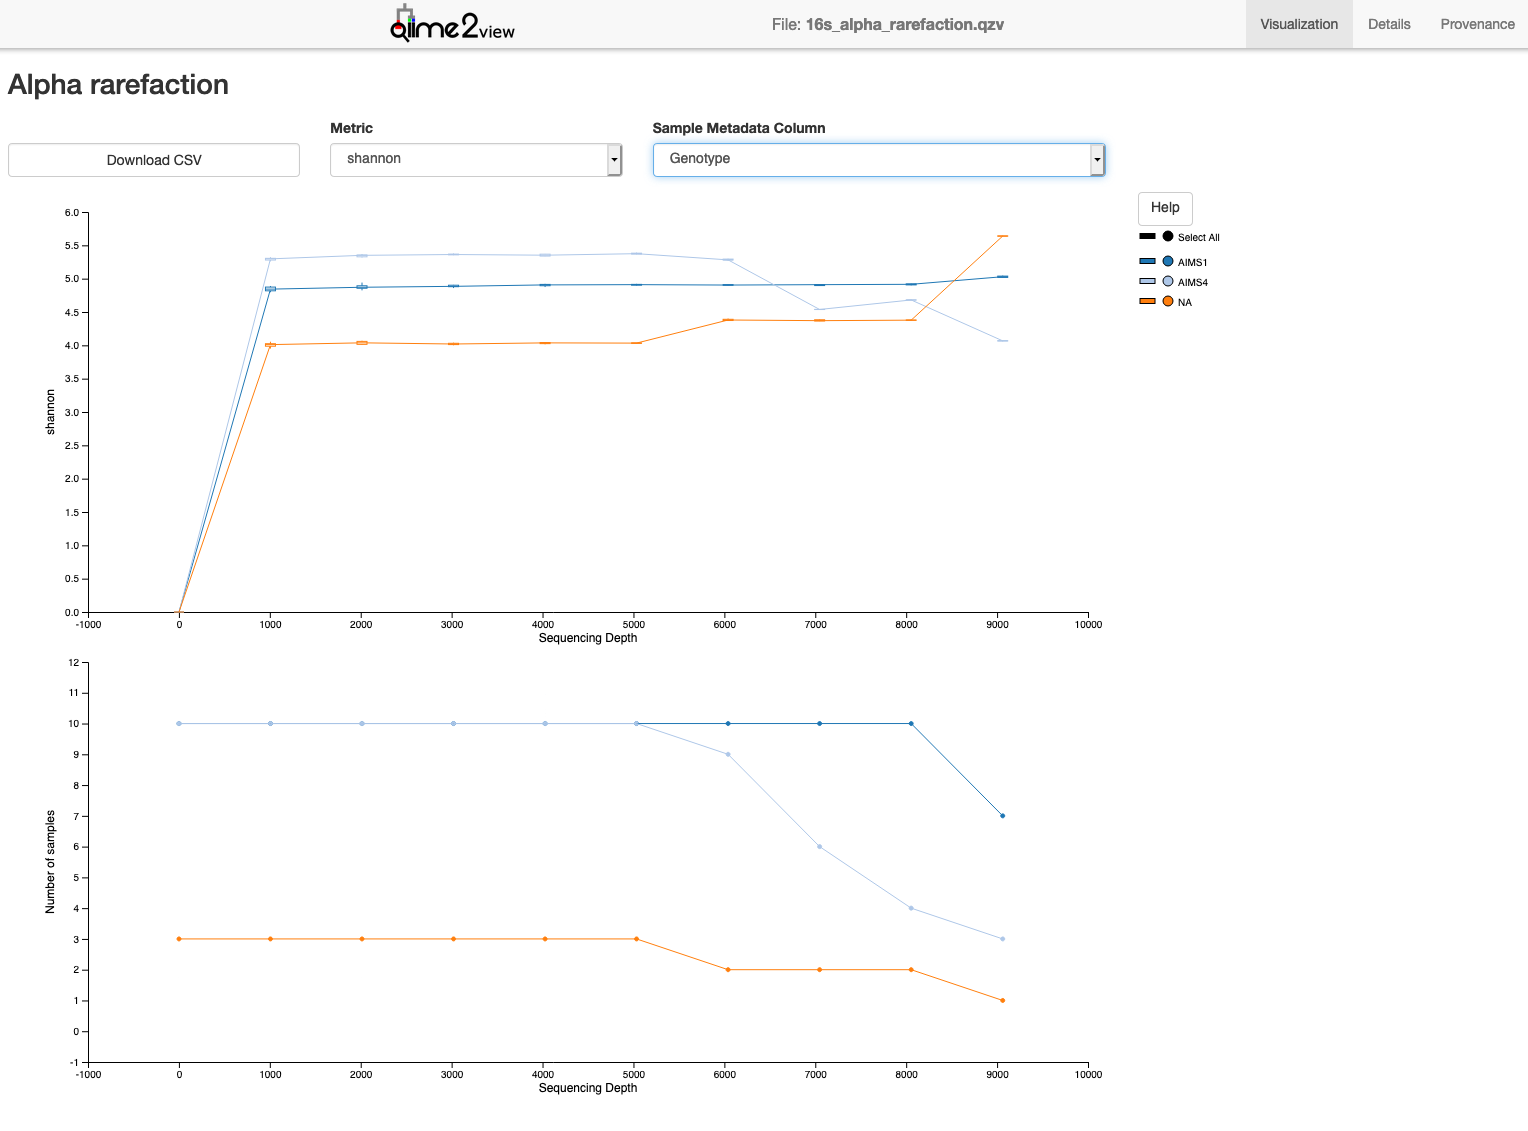 qiime2view
File: 16s_alpha_rarefaction.qzv
Visualization Details Provenance
Alpha rarefaction
Metric
Sample Metadata Column
Download CSV
shannon
Genotype
Help
Select All
AIMS1
AIMS4
NA
6.0
5.5
5.0
4.5
4.0
3.5
3.0
2.5
2.0
1.5
1.0
0.5
0.0
shannon
-1000 0 1000 2000 3000 4000 5000 6000 7000 8000 9000 10000
Sequencing Depth
12
11
10
9
8
7
6
5
4
3
2
1
0
-1
Number of samples
-1000 0 1000 2000 3000 4000 5000 6000 7000 8000 9000 10000
Sequencing Depth